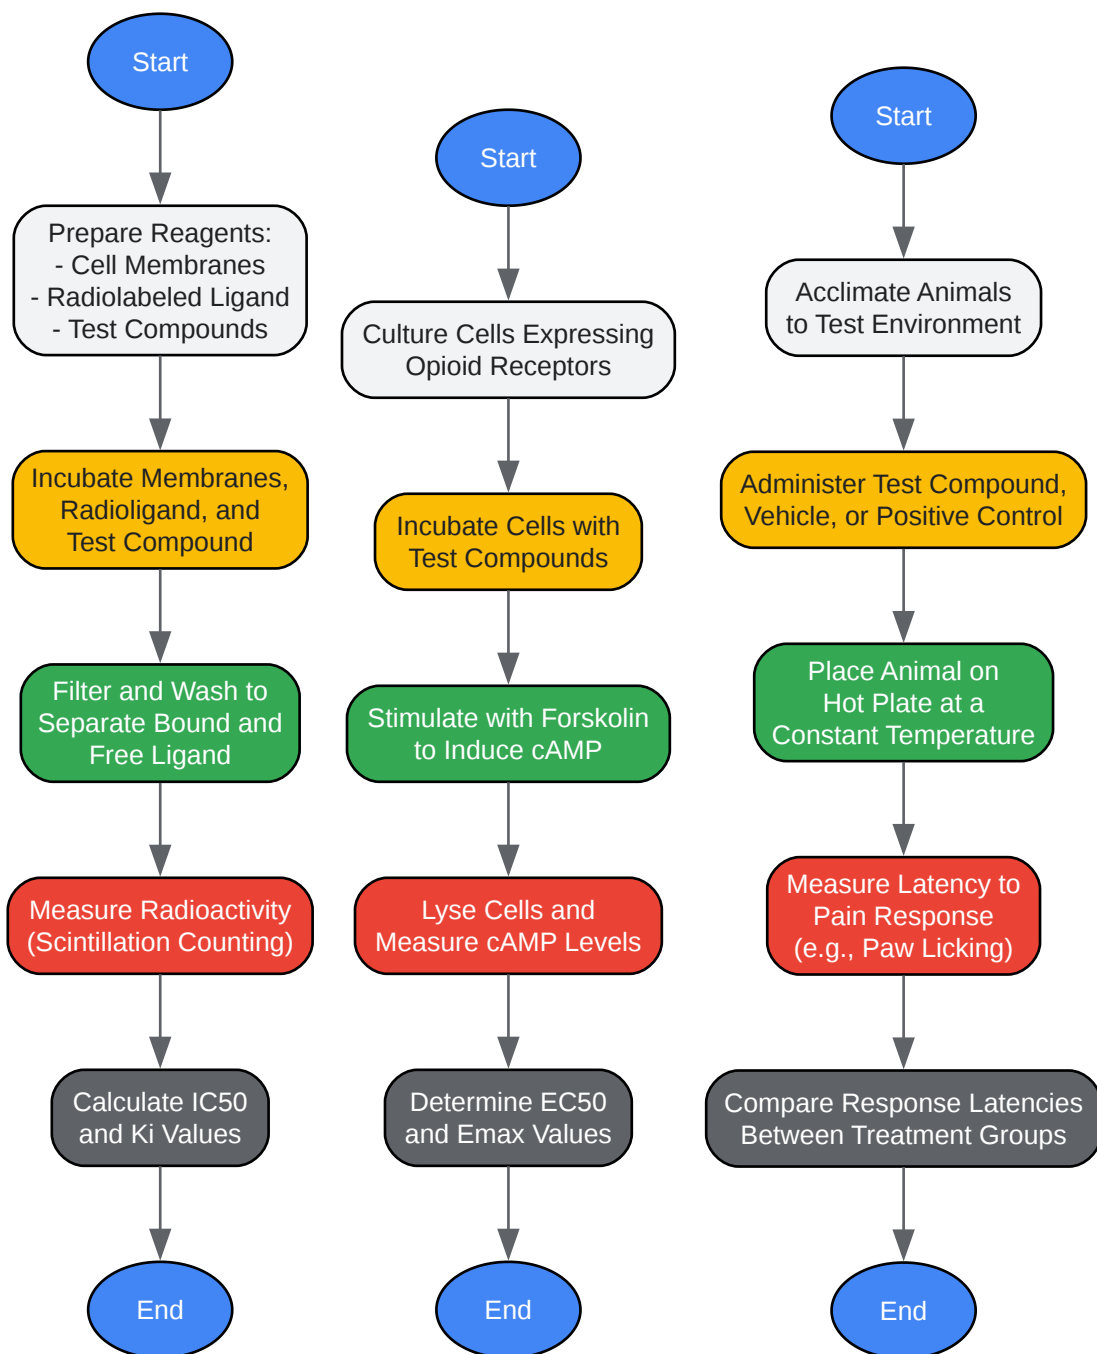 Start
Prepare Reagents:
- Cell Membranes
- Radiolabeled Ligand
- Test Compounds
Incubate Membranes,
Radioligand, and
Test Compound
Filter and Wash to
Separate Bound and
Free Ligand
Measure Radioactivity
(Scintillation Counting)
Calculate IC50
and Ki Values
End
Start
Culture Cells Expressing
Opioid Receptors
Incubate Cells with
Test Compounds
Stimulate with Forskolin
to Induce cAMP
Lyse Cells and
Measure cAMP Levels
Determine EC50
and Emax Values
End
Start
Acclimate Animals
to Test Environment
Administer Test Compound,
Vehicle, or Positive Control
Place Animal on
Hot Plate at a
Constant Temperature
Measure Latency to
Pain Response
(e.g., Paw Licking)
Compare Response Latencies
Between Treatment Groups
End